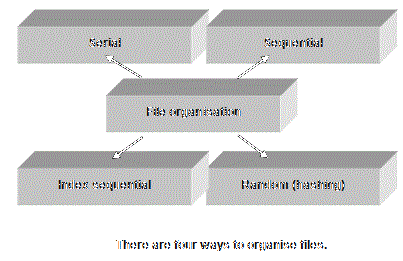 Serial
Sequential
File organisation
Index sequential
Random (hashing)
There are four ways to organise files.